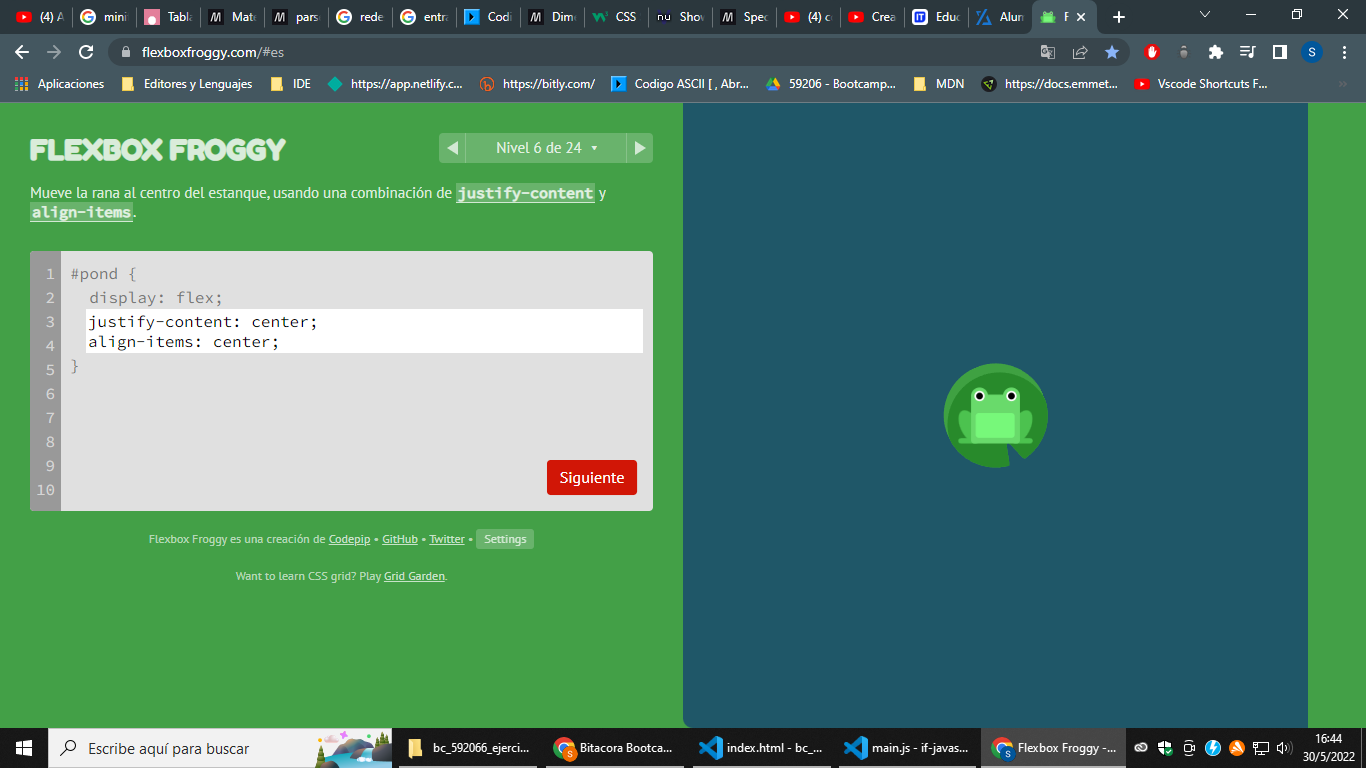 (4) A
mini
Tabla
Mate
parse
rede
entra
Codi
Dime
CSS
Show
Spec
(4) c
Crea
Educ
Alun
F
flexboxfroggy.com/#es
S
Aplicaciones
Editores y Lenguajes
IDE
https://app.netlify.c...
https://bitly.com/
Codigo ASCII [ , Abr...
59206 - Bootcamp...
MDN
https://docs.emmet...
Vscode Shortcuts F...
FLEXBOX FROGGY
Nivel 6 de 24
Mueve la rana al centro del estanque, usando una combinación de justify-content y
align-items.
1 #pond {
2 display: flex;
3 justify-content: center;
4 align-items: center;
5 }
6
7
8
9
10
Siguiente
Flexbox Froggy es una creación de Codepip • GitHub • Twitter • Settings
Want to learn CSS grid? Play Grid Garden.
Escribe aquí para buscar
bc_592066_ejerci...
Bitacora Bootca...
index.html - bc_...
main.js - if-javas...
Flexbox Froggy -...
16:44
30/5/2022